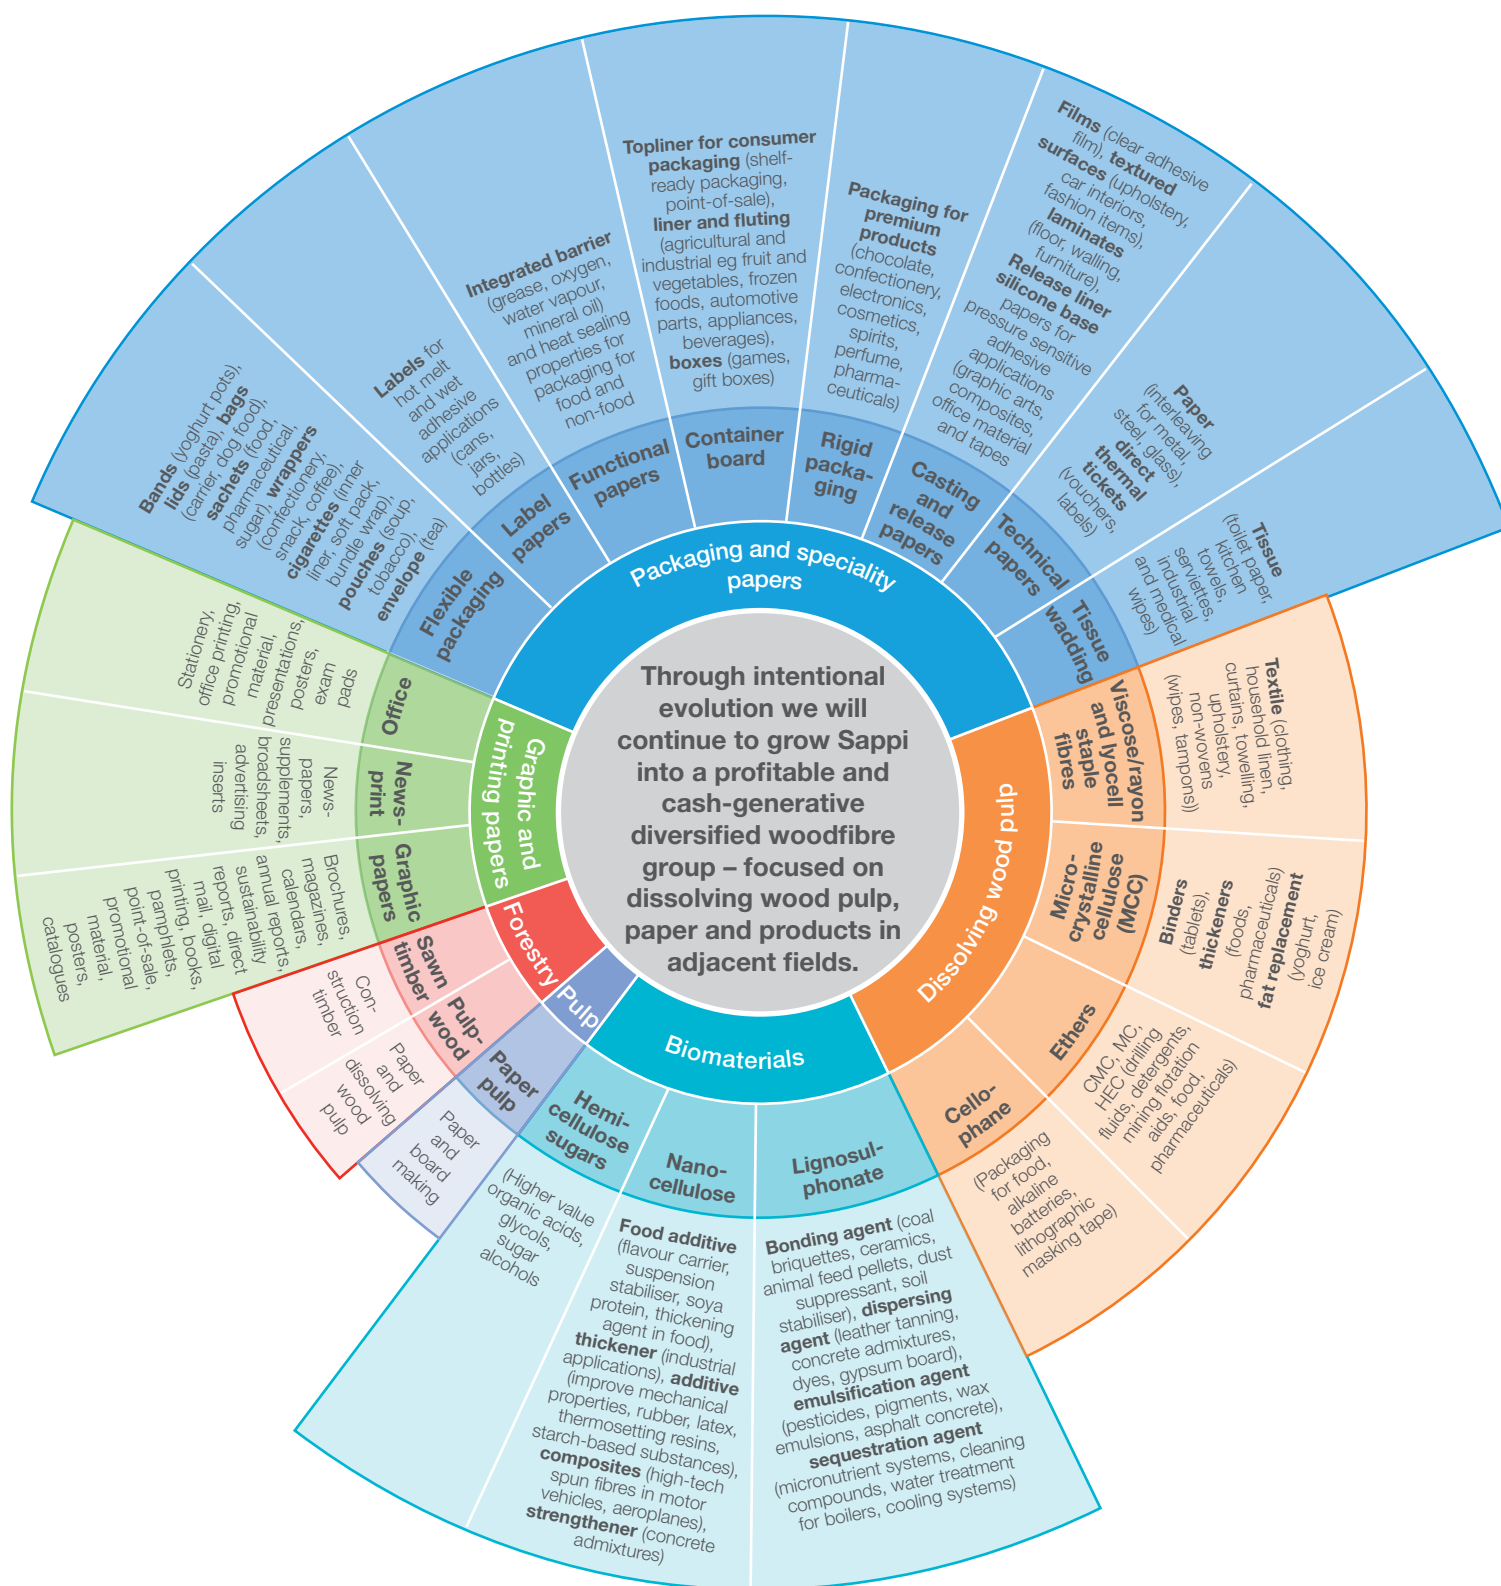 Through intentional
evolution we will
continue to grow Sappi
into a profitable and
cash-generative
diversified woodfibre
group – focused on
dissolving wood pulp,
paper and products in
adjacent fields.
Packaging and speciality
papers
Flexible
packaging
Bands (yoghurt pots),
lids (pasta), bags
(carrier, dog food),
sachets (food,
pharmaceutical,
sugar), wrappers
(confectionery,
snack, coffee),
cigarettes (inner
liner, soft pack,
bundle wrap),
pouches (soup,
tobacco),
envelope (tea)
Label
papers
Labels for
hot melt
and wet
adhesive
applications
(cans,
jars,
bottles)
Functional
papers
Integrated barrier
(grease, oxygen,
water vapour,
mineral oil)
and heat sealing
properties for
packaging for
food and
non-food
Container
board
Topliner for consumer
packaging (shelf-
ready packaging,
point-of-sale),
liner and fluting
(agricultural and
industrial eg fruit and
vegetables, frozen
foods, automotive
parts, appliances,
beverages),
boxes (games,
gift boxes)
Rigid
packa-
ging
Packaging for
premium
products
(chocolate,
confectionery,
electronics,
cosmetics,
spirits,
perfume,
pharma-
ceuticals)
Casting
and
release
papers
Films (clear adhesive
film), textured
surfaces (upholstery,
car interiors,
fashion items),
laminates
(floor, walling,
furniture),
Release liner
silicone base
papers for
pressure sensitive
adhesive
applications
(graphic arts,
composites,
office material
and tapes
Technical
papers
Paper
(interleaving
for metal,
steel, glass),
direct
thermal
tickets
(vouchers,
labels)
Tissue
wadding
Tissue
(toilet paper,
kitchen
towels,
serviettes,
industrial
and medical
wipes)
Dissolving wood pulp
Viscose/rayon
and lyocell
staple
fibres
Textile (clothing,
household linen,
curtains, towelling,
upholstery,
non-wovens
(wipes, tampons))
Micro-
crystalline
cellulose
(MCC)
Binders
(tablets),
thickeners
(foods,
pharmaceuticals)
fat replacement
(yoghurt,
ice cream)
Ethers
CMC, MC,
HEC (drilling
fluids, detergents,
mining flotation
aids, food,
pharmaceuticals)
Cello-
phane
(Packaging
for food,
alkaline
batteries,
lithographic
masking tape)
Biomaterials
Lignosul-
phonate
Bonding agent (coal
briquettes, ceramics,
animal feed pellets, dust
suppressant, soil
stabiliser), dispersing
agent (leather tanning,
concrete admixtures,
dyes, gypsum board),
emulsification agent
(pesticides, pigments, wax
emulsions, asphalt concrete),
sequestration agent
(micronutrient systems, cleaning
compounds, water treatment
for boilers, cooling systems)
Nano-
cellulose
Food additive
(flavour carrier,
suspension
stabiliser, soya
protein, thickening
agent in food),
thickener (industrial
applications), additive
(improve mechanical
properties, rubber, latex,
thermosetting resins,
starch-based substances),
composites (high-tech
spun fibres in motor
vehicles, aeroplanes),
strengthener (concrete
admixtures)
Hemi-
cellulose
sugars
(Higher value
organic acids,
glycols,
sugar
alcohols
Pulp
Paper
pulp
Paper
and
board
making
Forestry
Pulp-
wood
Paper
and
dissolving
wood
pulp
Sawn
timber
Con-
struction
timber
Graphic and
printing papers
Graphic
papers
Brochures,
magazines,
calendars,
annual reports,
sustainability
reports, direct
mail, digital
printing, books,
pamphlets,
point-of-sale,
promotional
material,
posters,
catalogues
News-
print
News-
papers,
supplements,
broadsheets,
advertising
inserts
Office
Stationery,
office printing,
promotional
material,
presentations,
posters,
exam
pads